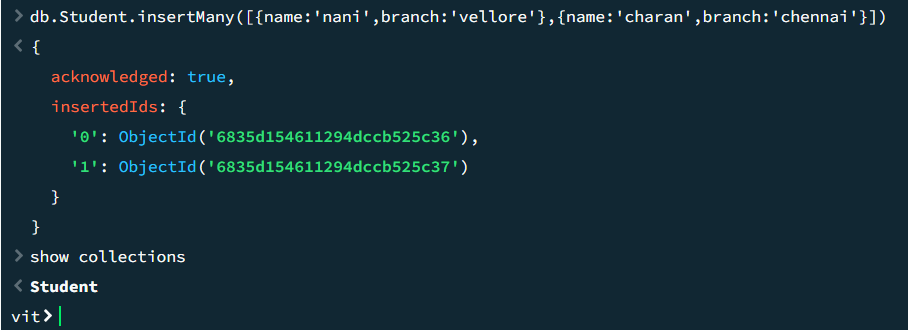 > db.Student.insertMany([{name:'nani',branch:'vellore'},{name:'charan',branch:'chennai'}])
< {
acknowledged: true,
insertedIds: {
'0': ObjectId('6835d154611294dccb525c36'),
'1': ObjectId('6835d154611294dccb525c37')
}
}
> show collections
< Student
vit>